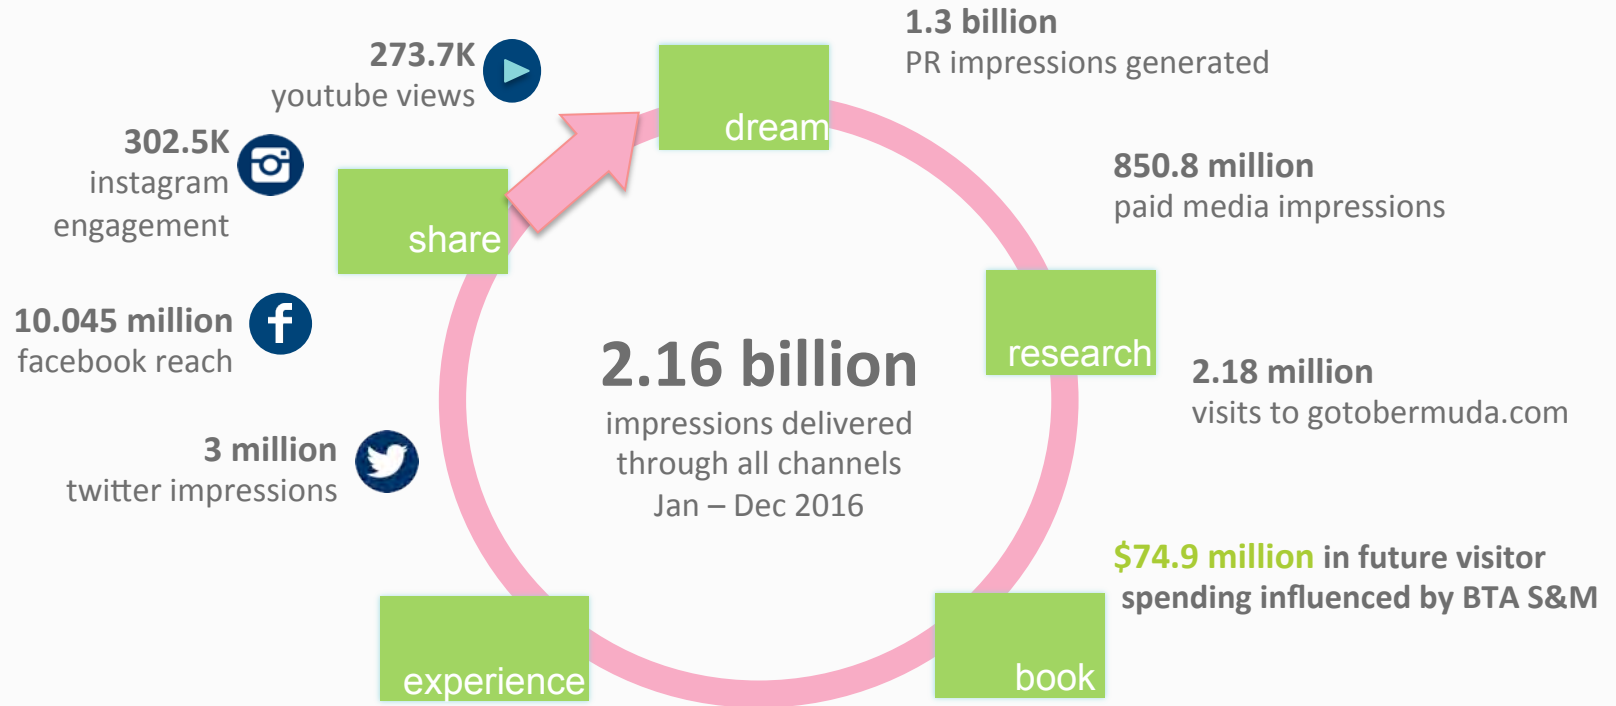 1.3 billion
PR impressions generated
273.7K
youtube views
dream
302.5K
instagram
engagement
850.8 million
paid media impressions
share
10.045 million
facebook reach
research
2.16 billion
impressions delivered
through all channels
Jan – Dec 2016
2.18 million
visits to gotobermuda.com
3 million
twitter impressions
$74.9 million in future visitor
spending influenced by BTA S&M
experience
book